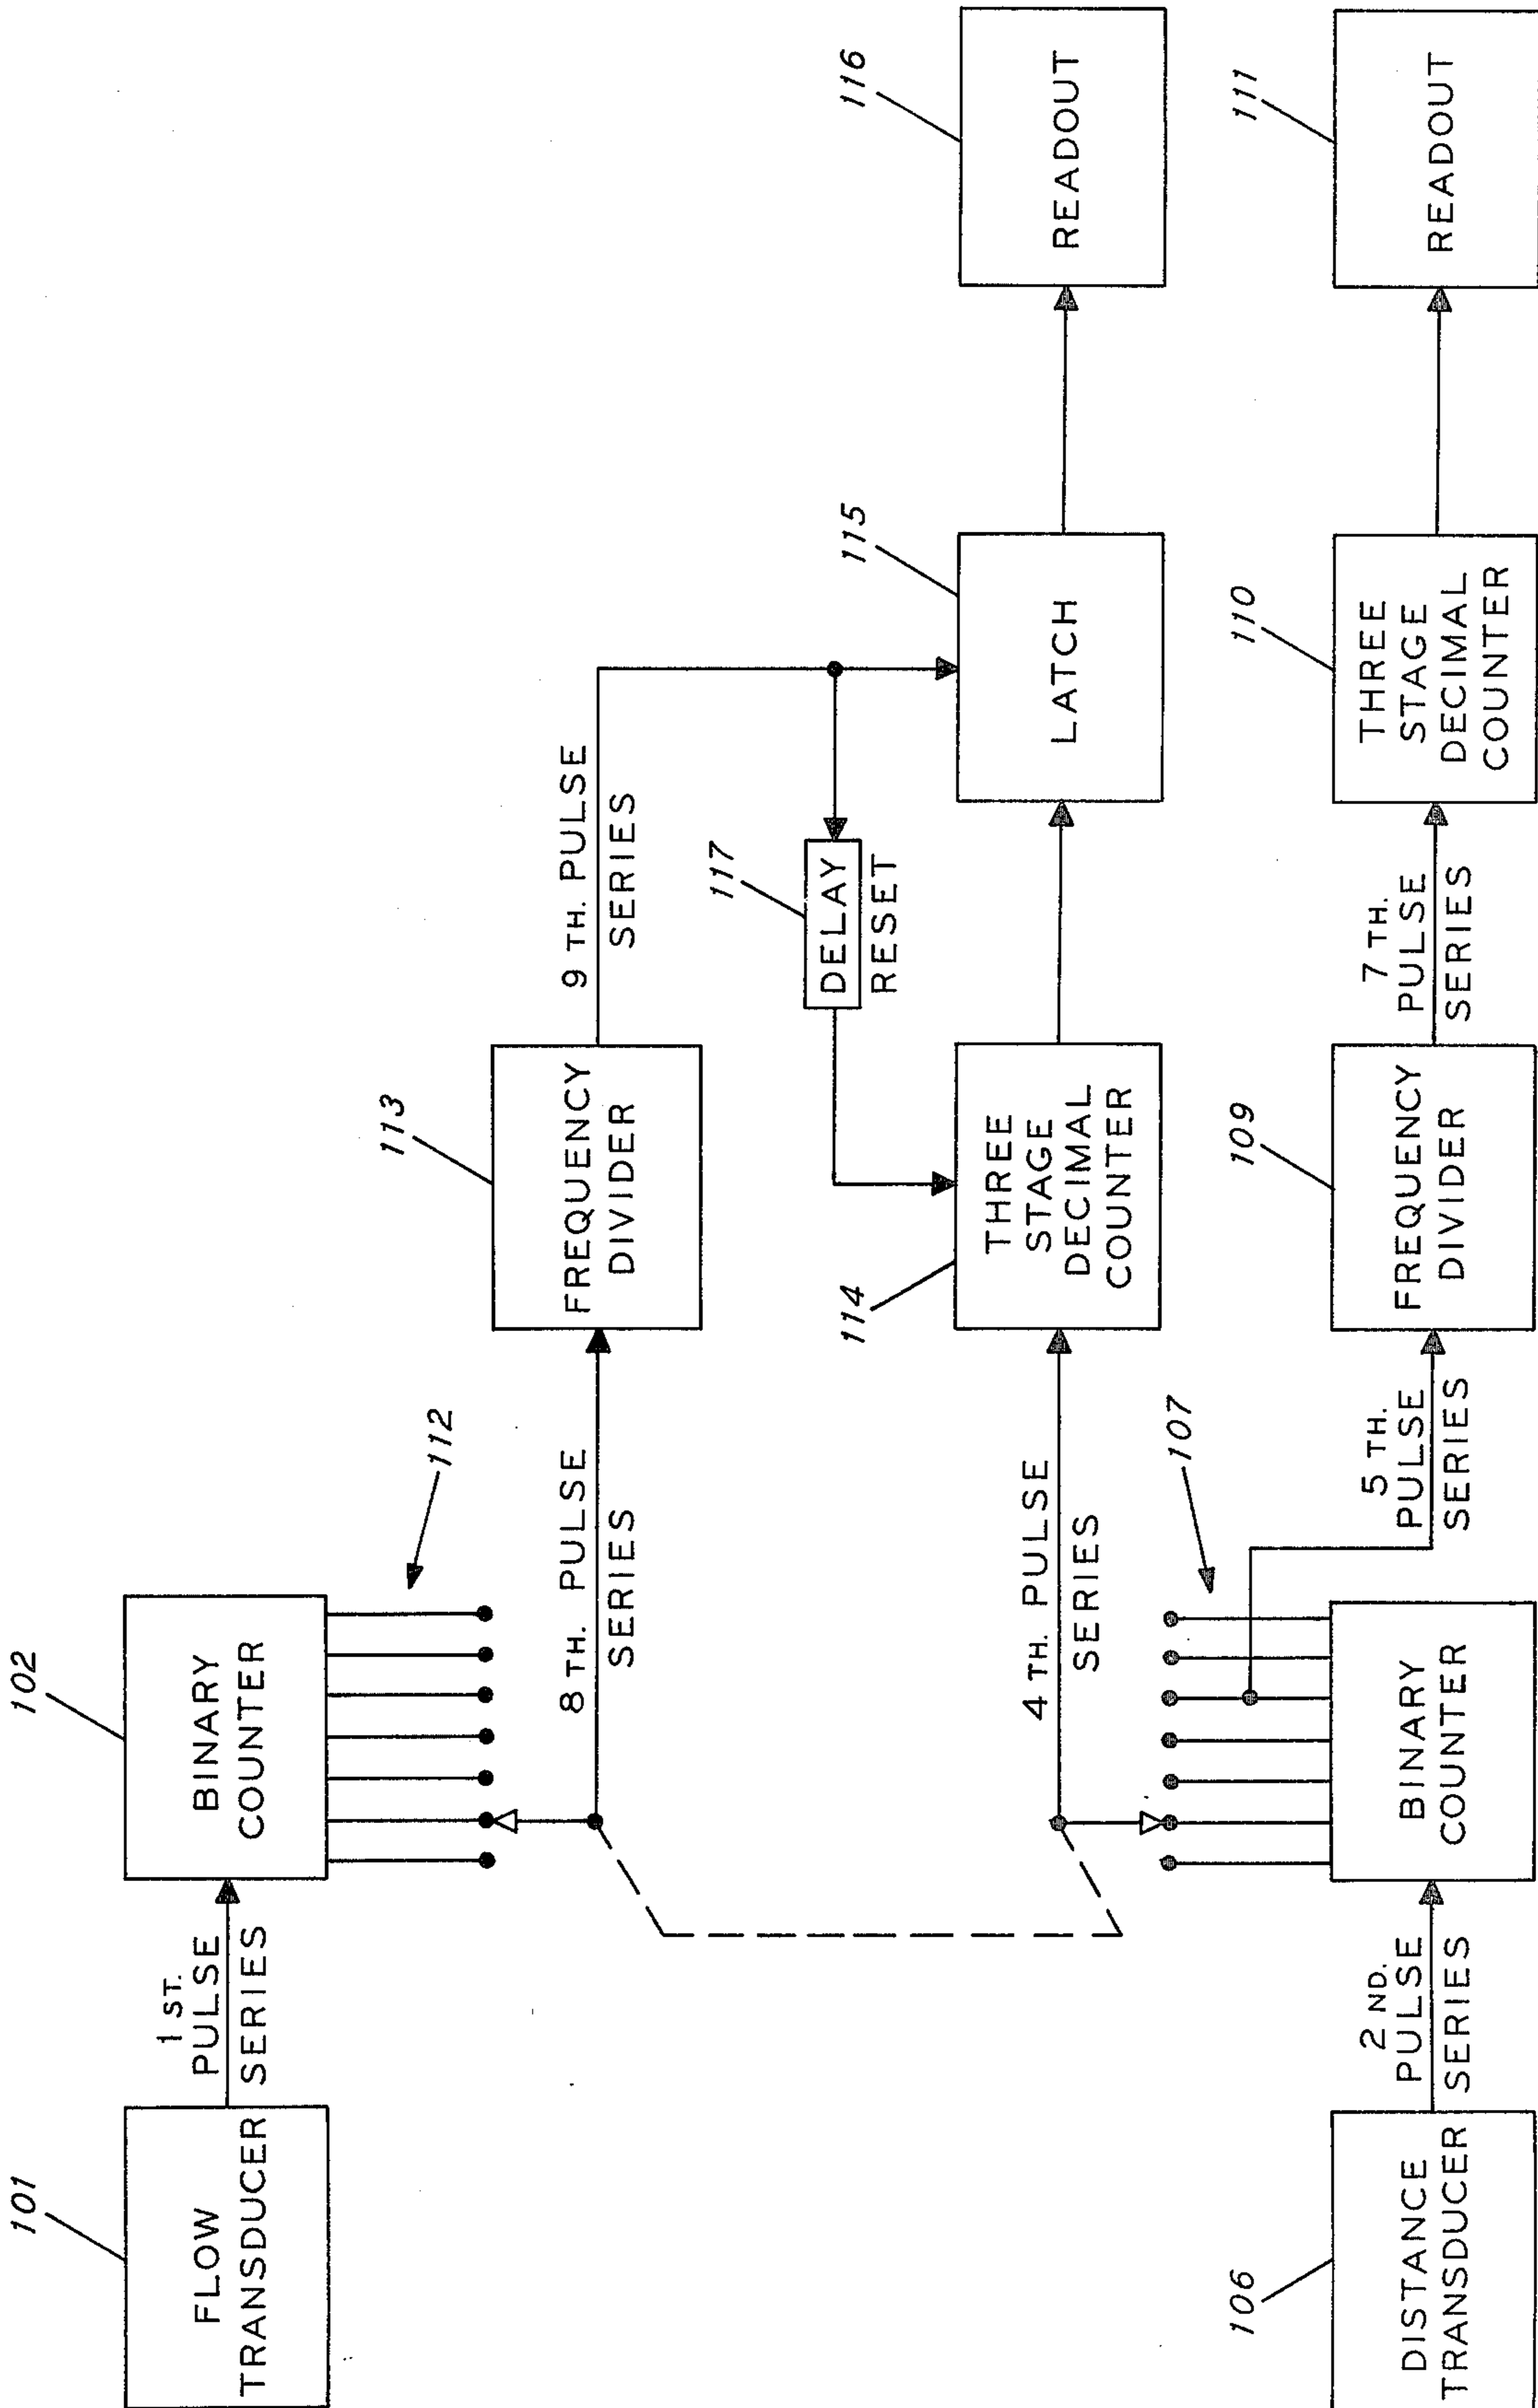 101
FLOW
TRANSDUCER
1 ST.
PULSE
SERIES
102
BINARY
COUNTER
112
8 TH. PULSE
SERIES
113
FREQUENCY
DIVIDER
9 TH. PULSE
SERIES
117
DELAY
RESET
4 TH. PULSE
SERIES
114
THREE
STAGE
DECIMAL
COUNTER
115
LATCH
116
READOUT
106
DISTANCE
TRANSDUCER
2 ND.
PULSE
SERIES
107
BINARY
COUNTER
5 TH.
PULSE
SERIES
109
FREQUENCY
DIVIDER
7 TH.
PULSE
SERIES
110
THREE
STAGE
DECIMAL
COUNTER
111
READOUT